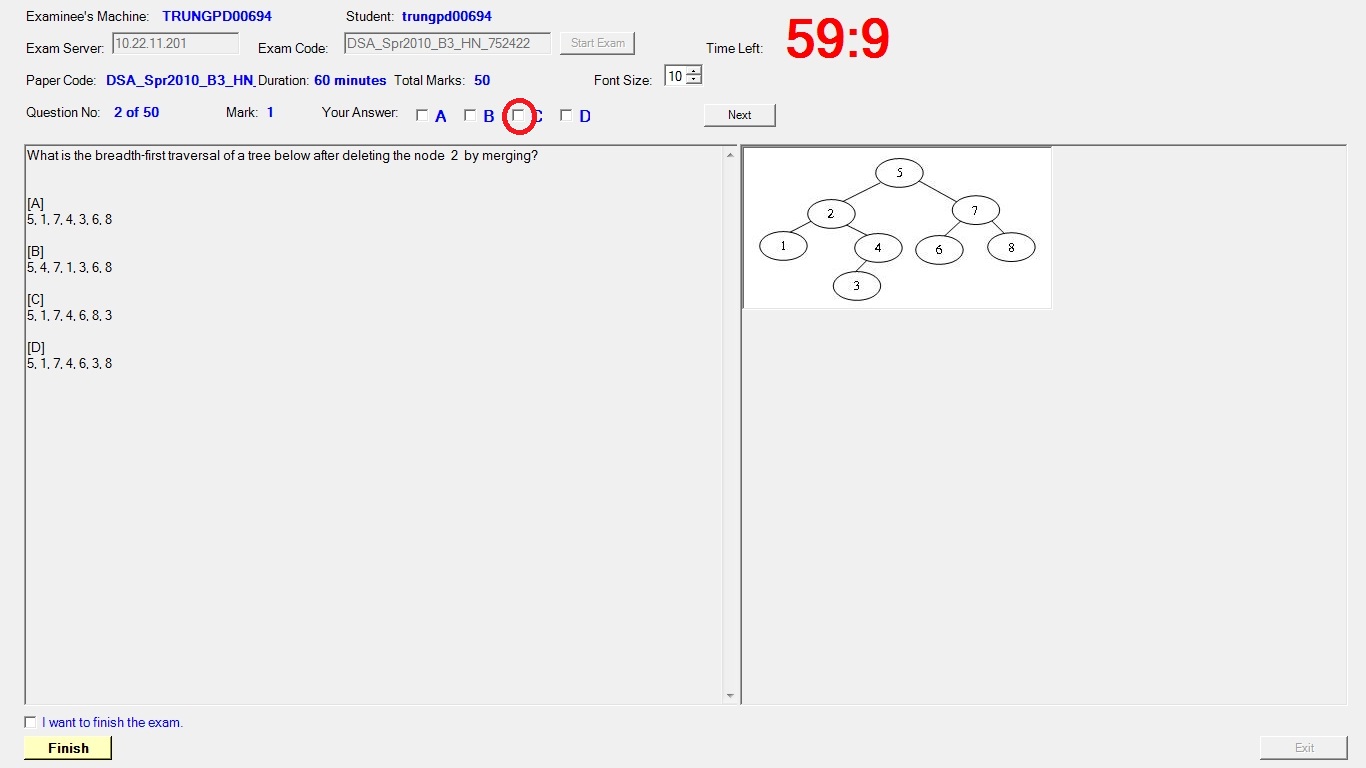 Examinee's Machine: TRUNGPD00694 Student: trungpd00694
Exam Server: 10.22.11.201 Exam Code: DSA_Spr2010_B3_HN_752422 Start Exam Time Left: 59:9
Paper Code: DSA_Spr2010_B3_HN_ Duration: 60 minutes Total Marks: 50 Font Size: 10
Question No: 2 of 50 Mark: 1 Your Answer: A B C D Next
What is the breadth-first traversal of a tree below after deleting the node 2 by merging?
[A]
5, 1, 7, 4, 3, 6, 8
[B]
5, 4, 7, 1, 3, 6, 8
[C]
5, 1, 7, 4, 6, 8, 3
[D]
5, 1, 7, 4, 6, 3, 8
5
2 7
1 4 6 8
3
I want to finish the exam.
Finish Exit